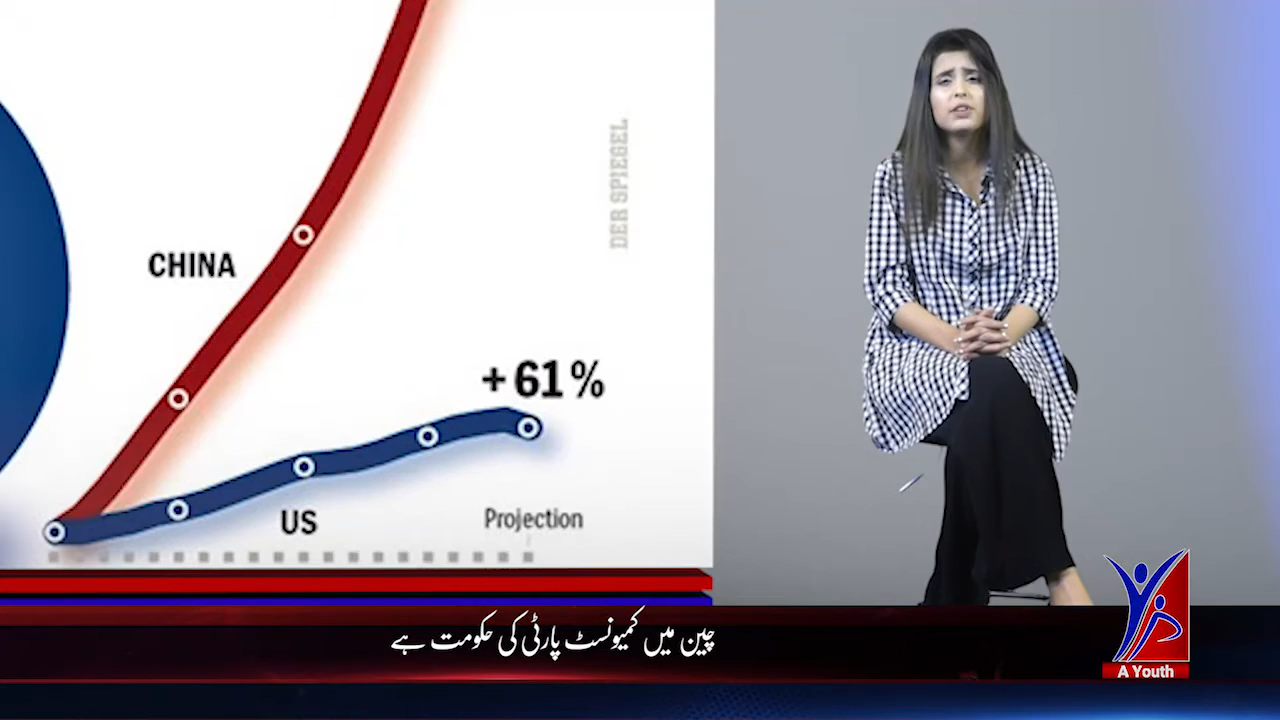 DER SPIEGEL
CHINA
+61%
US
Projection
چین میں کمیونسٹ پارٹی کی حکومت ہے
A Youth